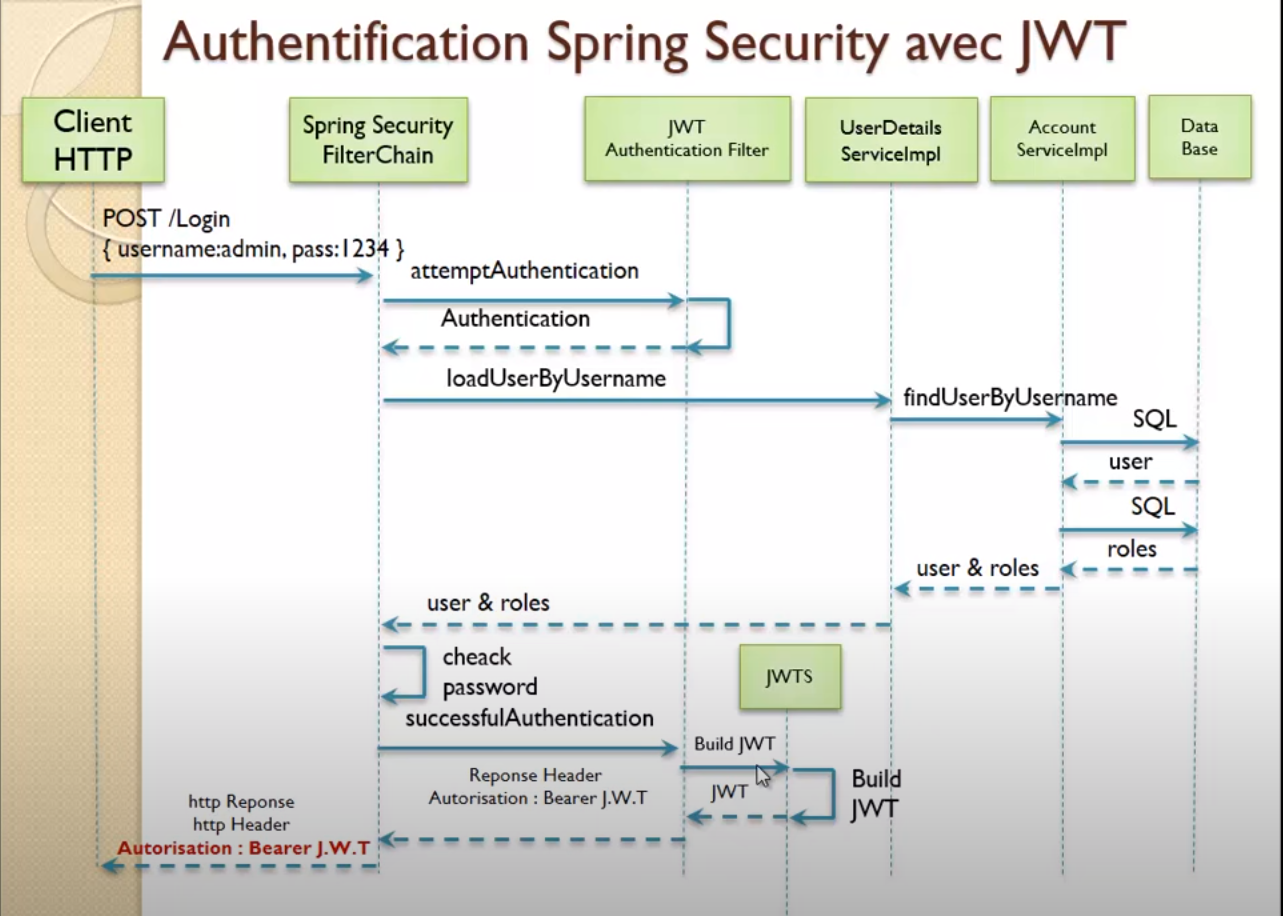 Authentification Spring Security avec JWT
Client
HTTP
Spring Security
FilterChain
JWT
Authentication Filter
UserDetails
ServiceImpl
Account
ServiceImpl
Data
Base
POST /Login
{ username:admin, pass:1234 }
attemptAuthentication
Authentication
loadUserByUsername
findUserByUsername
SQL
user
SQL
roles
user & roles
user & roles
cheack
password
JWTS
successfulAuthentication
Build JWT
Build
JWT
JWT
Reponse Header
Autorisation : Bearer J.W.T
http Reponse
http Header
Autorisation : Bearer J.W.T